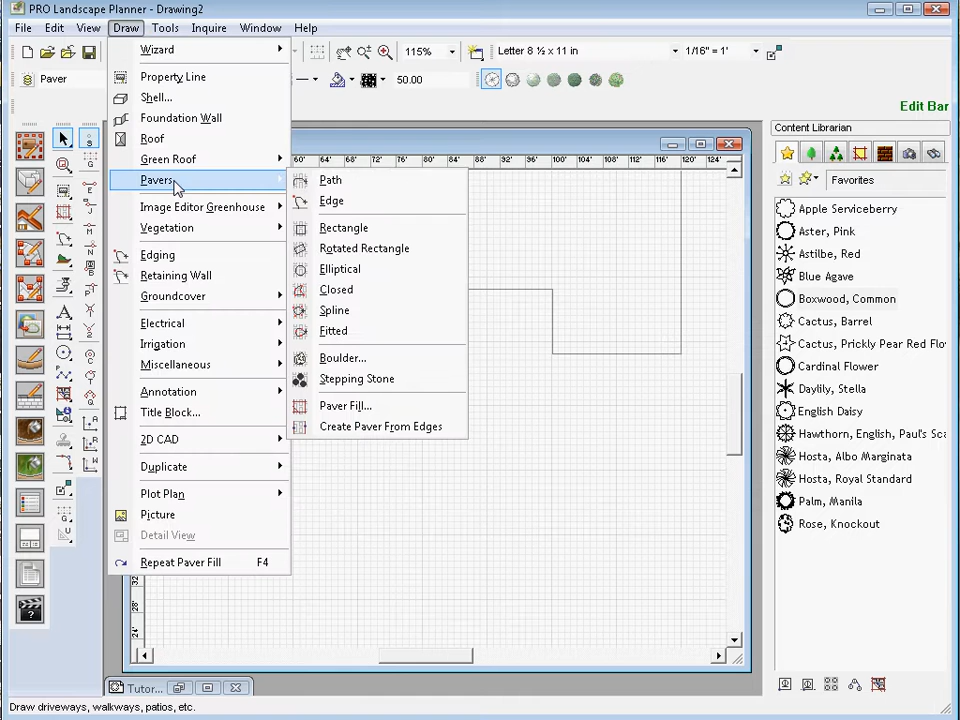 PRO Landscape Planner - Drawing2
File Edit View Draw Tools Inquire Window Help
115% Letter 8 ½ x 11 in 1/16" = 1'
Paver 50.00
Edit Bar
Wizard
Property Line
Shell...
Foundation Wall
Roof
Green Roof
Pavers
Image Editor Greenhouse
Vegetation
Edging
Retaining Wall
Groundcover
Electrical
Irrigation
Miscellaneous
Annotation
Title Block...
2D CAD
Duplicate
Plot Plan
Picture
Detail View
Repeat Paver Fill F4
Path
Edge
Rectangle
Rotated Rectangle
Elliptical
Closed
Spline
Fitted
Boulder...
Stepping Stone
Paver Fill...
Create Paver From Edges
60' 64' 68' 72' 76' 80' 84' 88' 92' 96' 100' 104' 108' 112' 116' 120' 124'
Content Librarian
Favorites
Apple Serviceberry
Aster, Pink
Astilbe, Red
Blue Agave
Boxwood, Common
Cactus, Barrel
Cactus, Prickly Pear Red Flo
Cardinal Flower
Daylily, Stella
English Daisy
Hawthorn, English, Paul's Sca
Hosta, Albo Marginata
Hosta, Royal Standard
Palm, Manila
Rose, Knockout
Tutor...
Draw driveways, walkways, patios, etc.